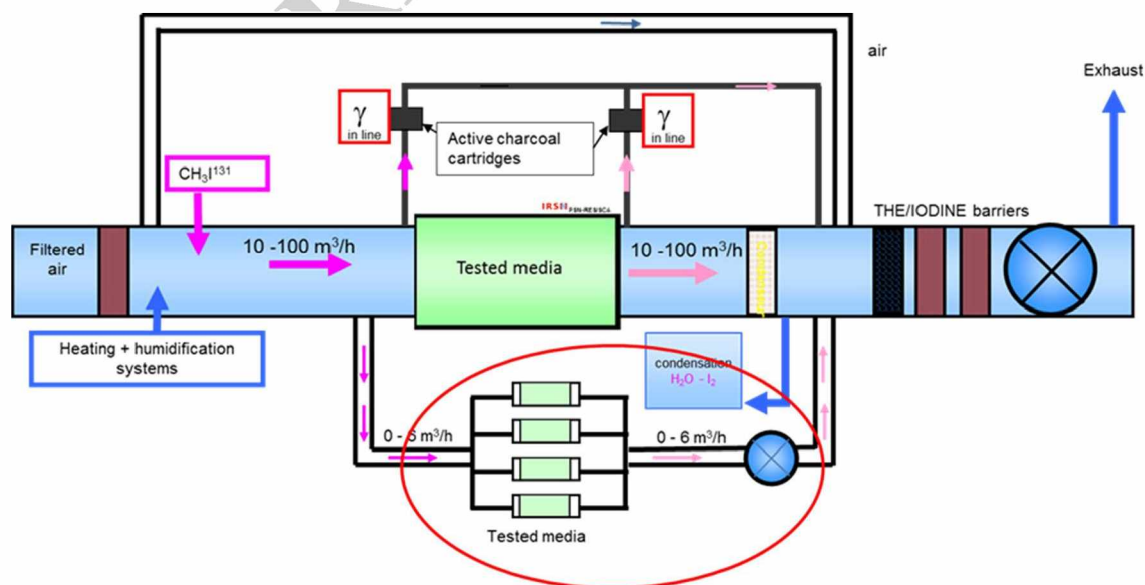 air
Exhaust
γ
in line
γ
in line
Active charcoal
cartridges
CH₃I¹³¹
IRSN
THE/IODINE barriers
Filtered
air
10 -100 m³/h
Tested media
10 -100 m³/h
Heating + humidification
systems
condensation
H₂O - I₂
0 - 6 m³/h
0 - 6 m³/h
Tested media